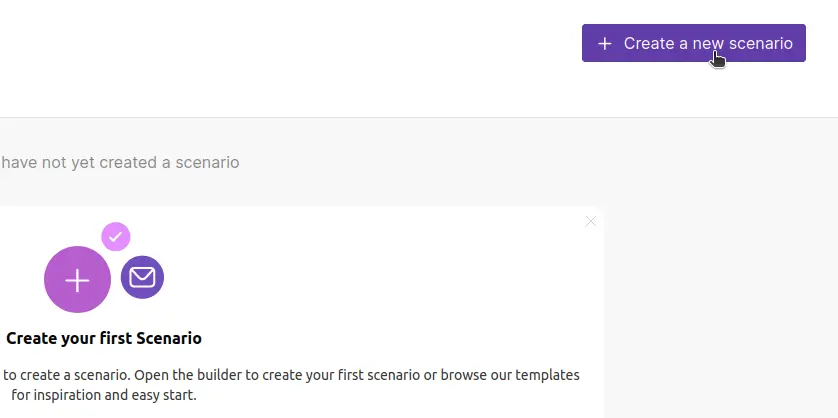 Create a new scenario
have not yet created a scenario
Create your first Scenario
to create a scenario. Open the builder to create your first scenario or browse our templates
for inspiration and easy start.